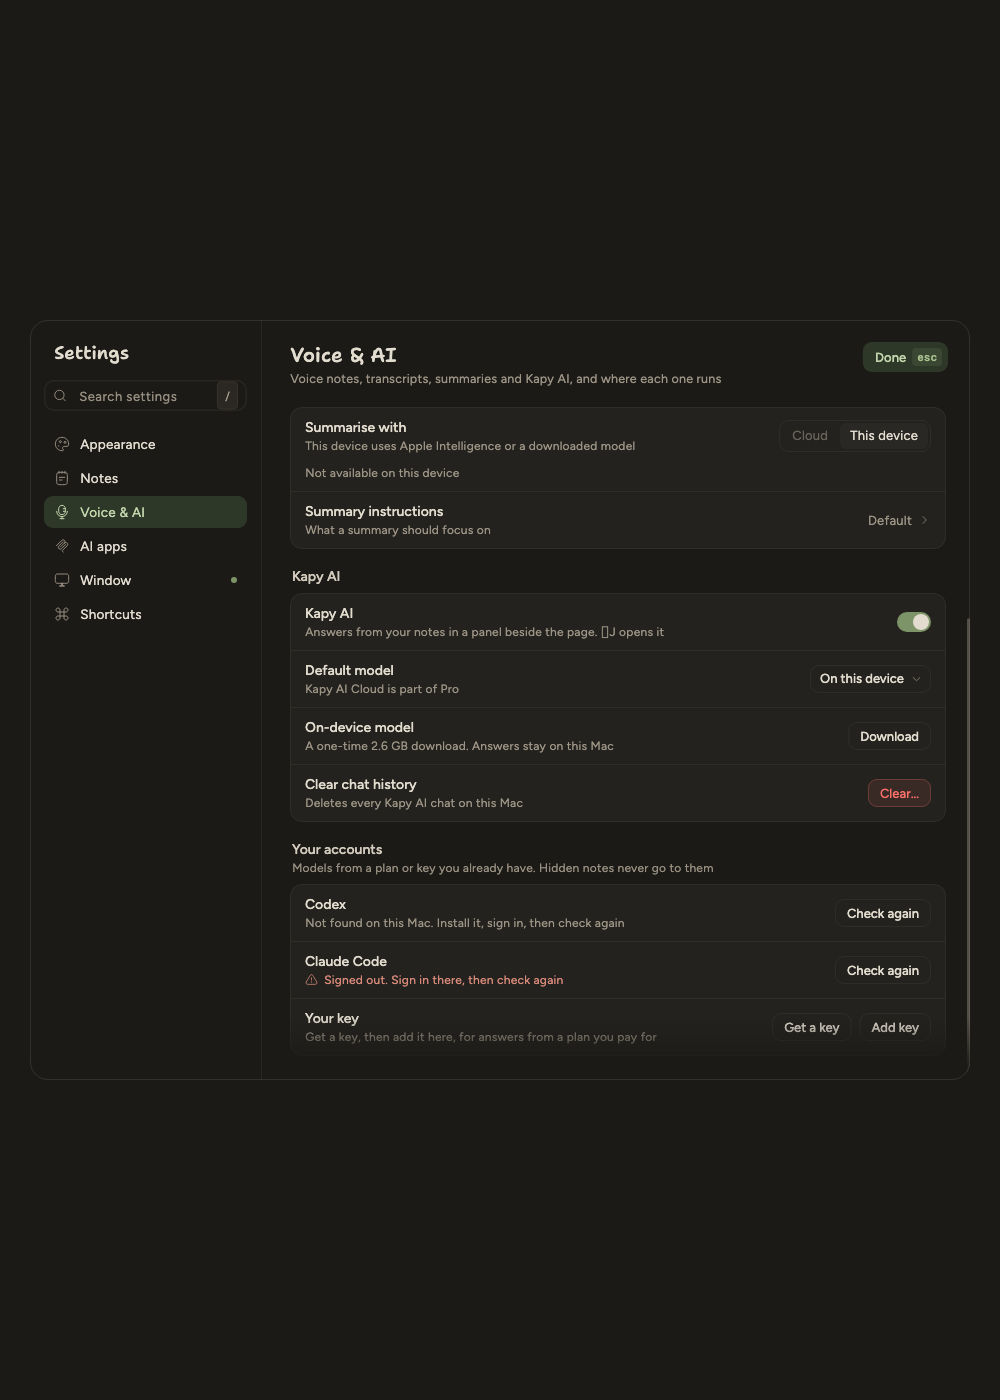 Settings
Search settings /
Appearance
Notes
Voice & AI
AI apps
Window
Shortcuts
Voice & AI
Voice notes, transcripts, summaries and Kapy AI, and where each one runs
Done esc
Summarise with
This device uses Apple Intelligence or a downloaded model
Cloud This device
Not available on this device
Summary instructions
What a summary should focus on
Default
Kapy AI
Kapy AI
Answers from your notes in a panel beside the page. J opens it
Default model
Kapy AI Cloud is part of Pro
On this device
On-device model
A one-time 2.6 GB download. Answers stay on this Mac
Download
Clear chat history
Deletes every Kapy AI chat on this Mac
Clear...
Your accounts
Models from a plan or key you already have. Hidden notes never go to them
Codex
Not found on this Mac. Install it, sign in, then check again
Check again
Claude Code
Signed out. Sign in there, then check again
Check again
Your key
Get a key, then add it here, for answers from a plan you pay for
Get a key Add key